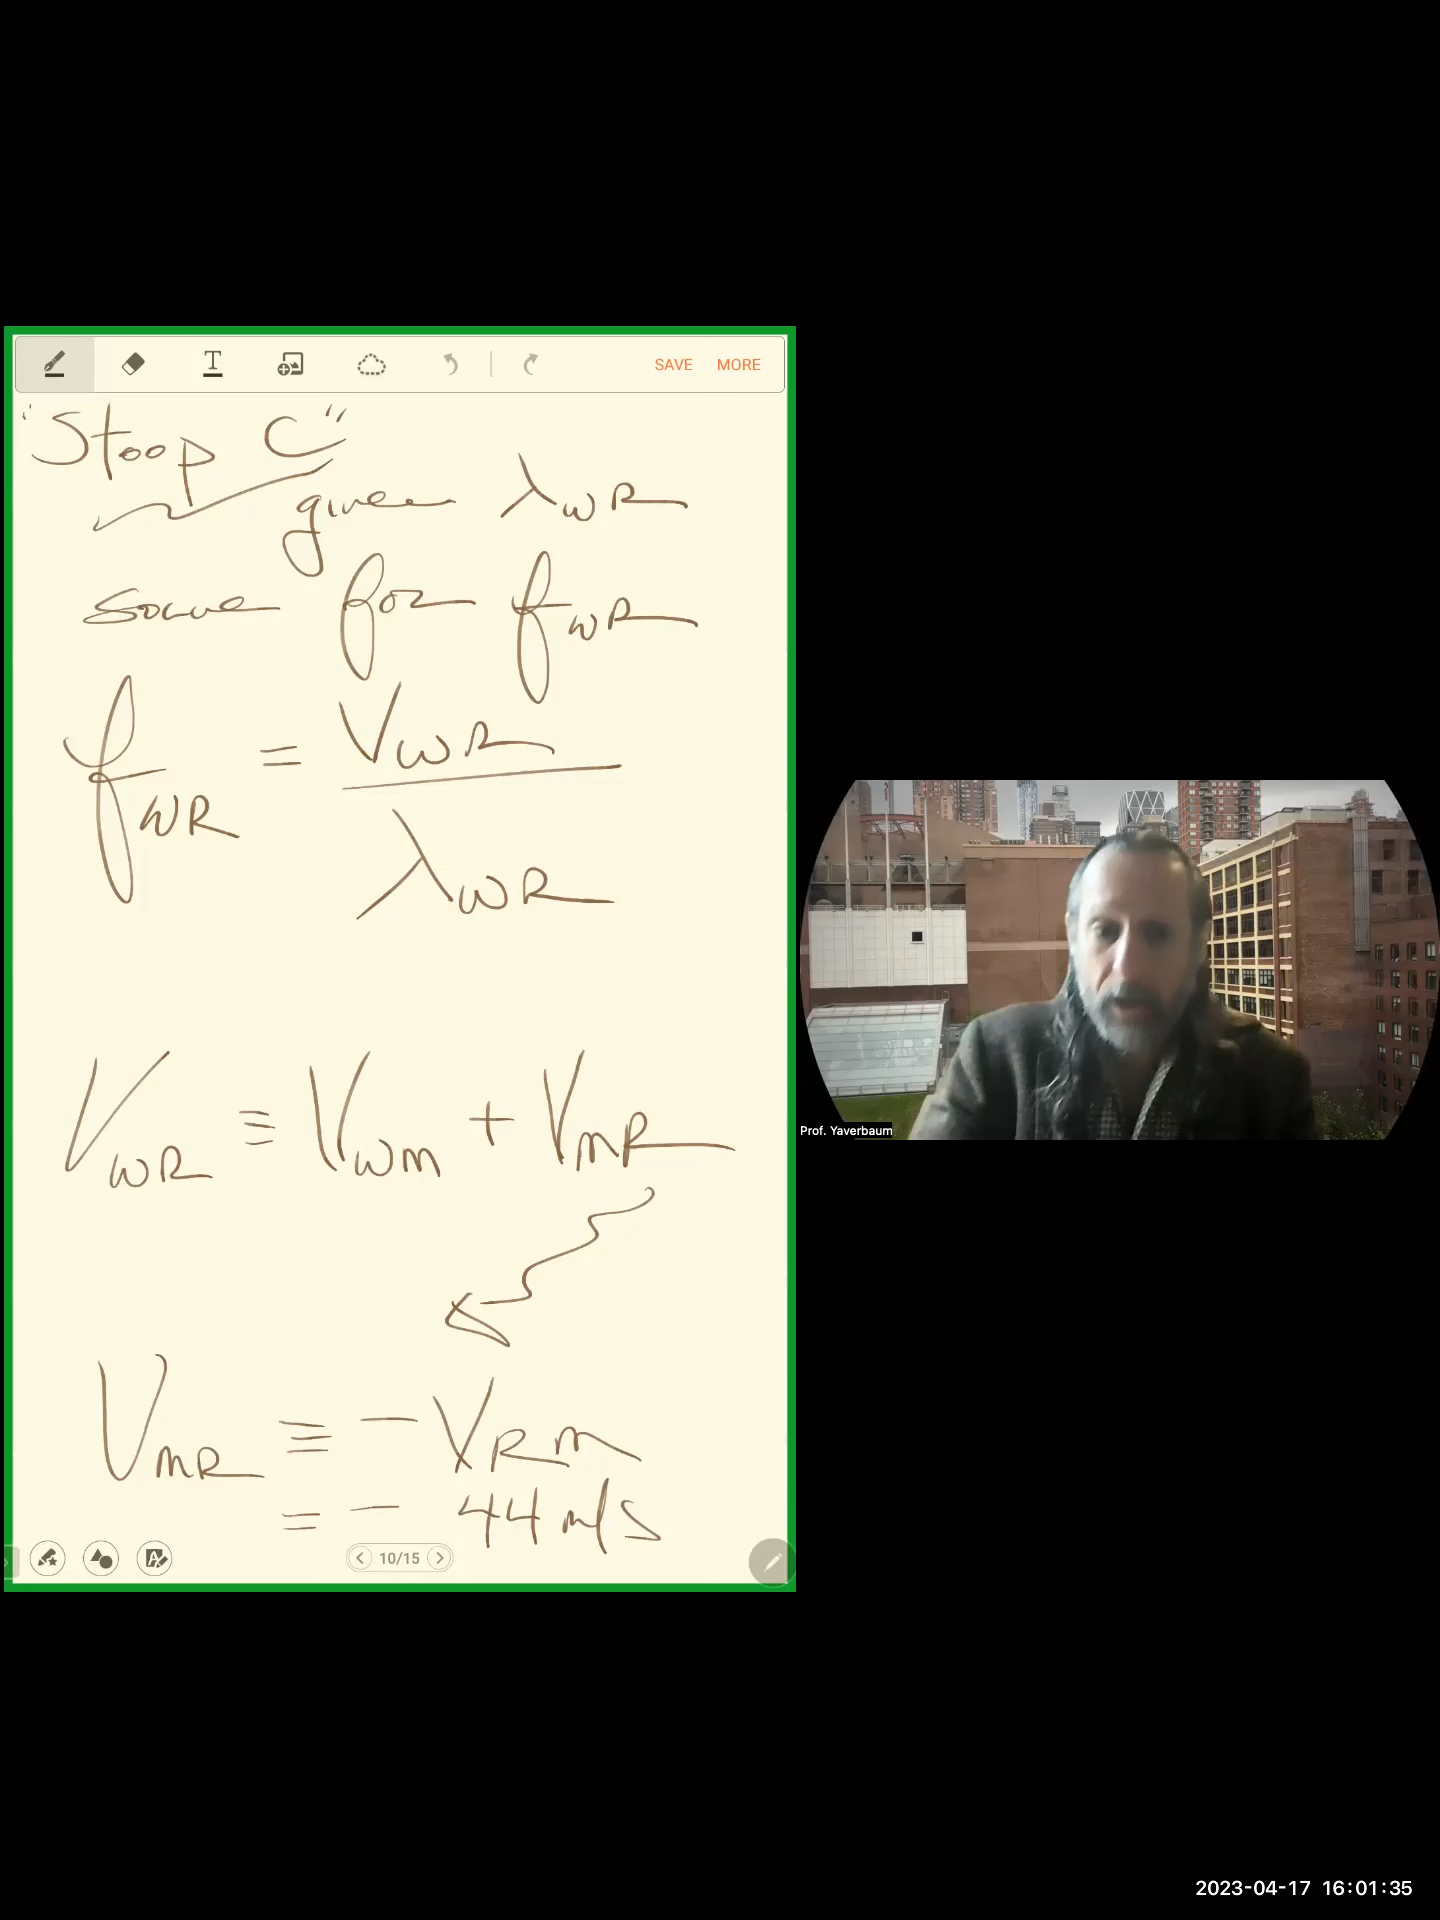 SAVE MORE
"Stoop C"
given λWR
solve for fWR
fWR = VWR
λWR
VWR ≡ VWM + VMR
VMR ≡ -VRM
= - 44 m/s
10/15
Prof. Yaverbaum
2023-04-17 16:01:35